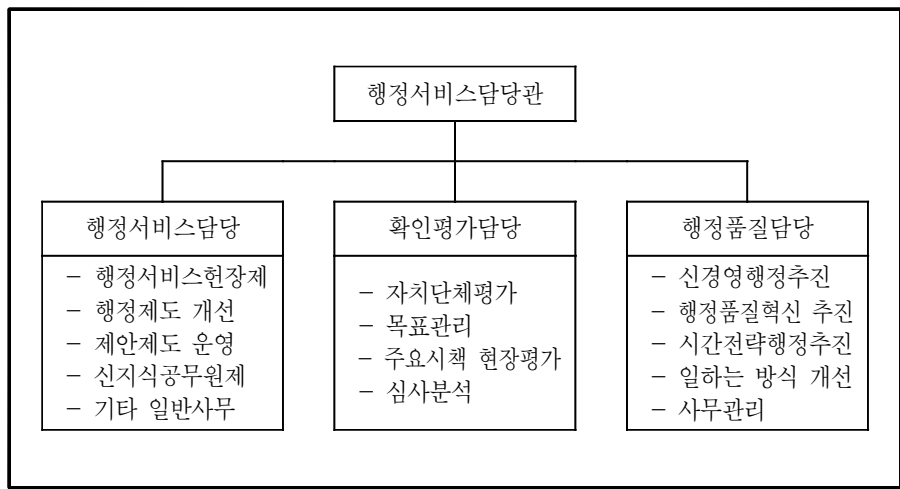 행정서비스담당관
행정서비스담당
- 행정서비스헌장제
- 행정제도 개선
- 제안제도 운영
- 신지식공무원제
- 기타 일반사무
확인평가담당
- 자치단체평가
- 목표관리
- 주요시책 현장평가
- 심사분석
행정품질담당
- 신경영행정추진
- 행정품질혁신 추진
- 시간전략행정추진
- 일하는 방식 개선
- 사무관리